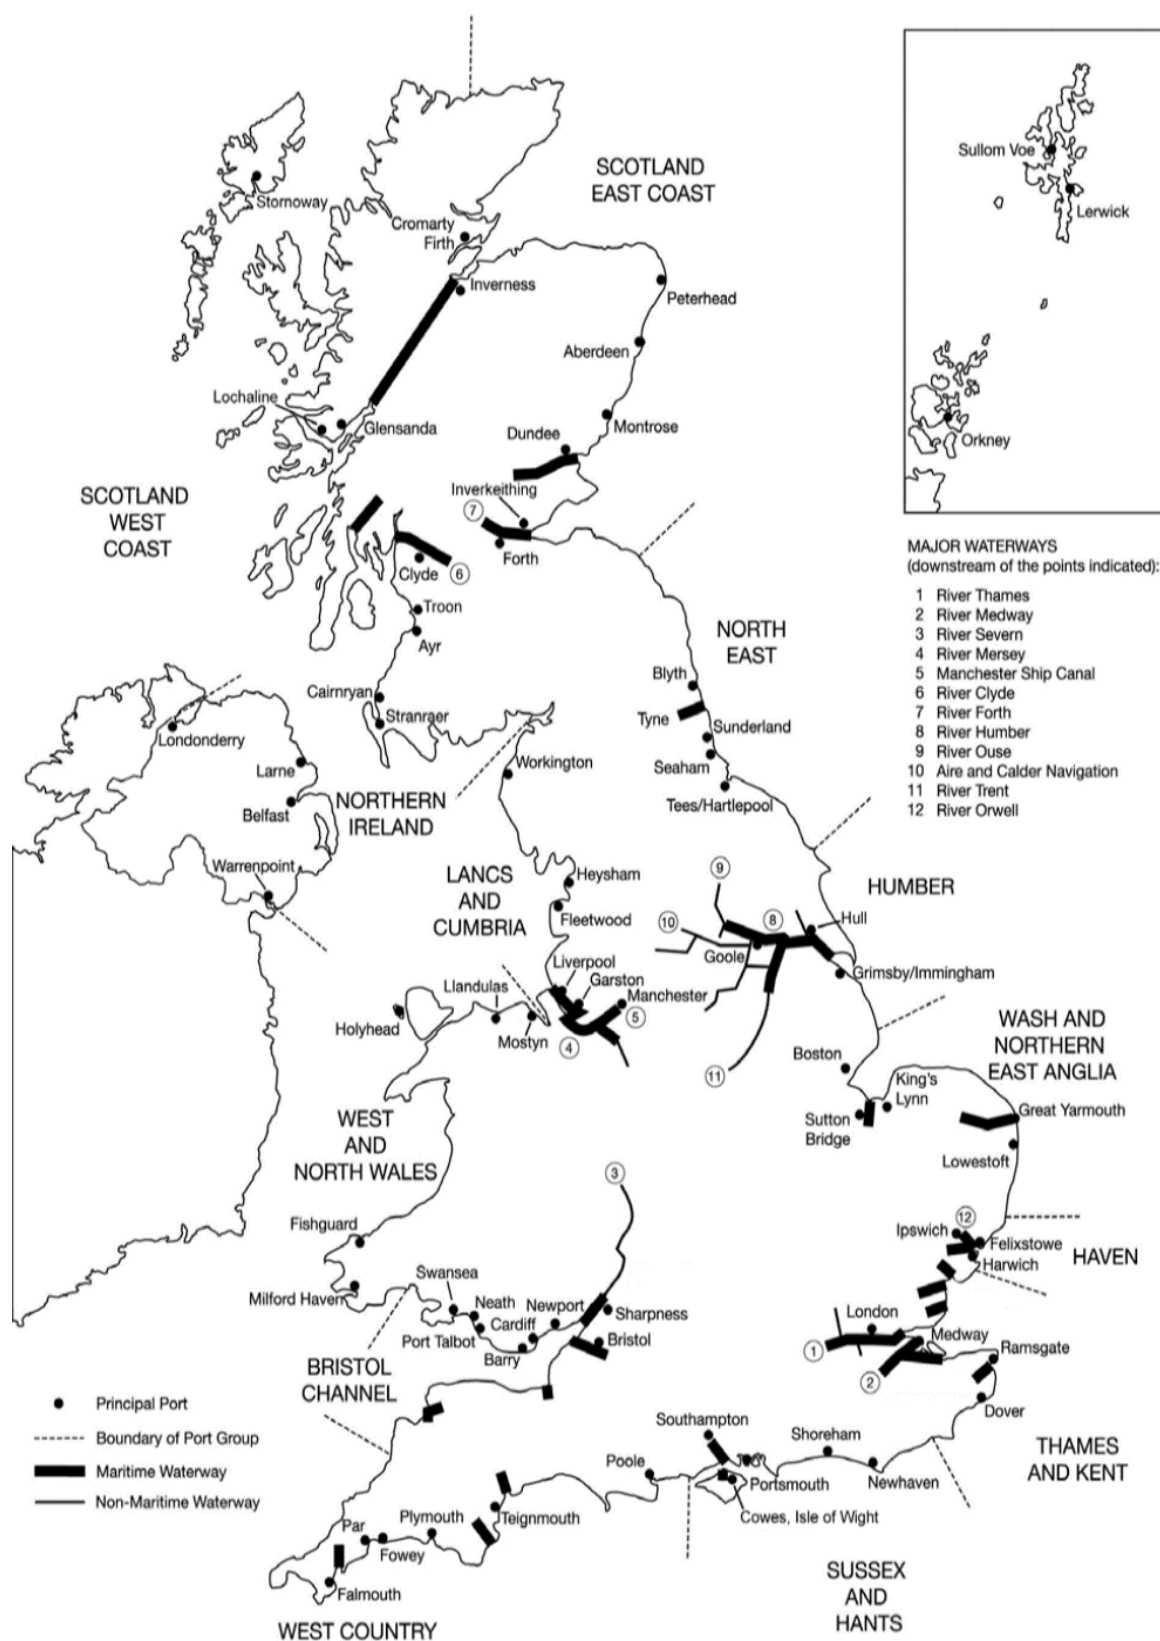 SCOTLAND
EAST COAST
Stornoway
Cromarty
Firth
Inverness
Peterhead
Aberdeen
Lochaline
Glensanda
Montrose
Dundee
Inverkeithing
7
Forth
SCOTLAND
WEST
COAST
Clyde
6
Troon
Ayr
Cairnryan
Stranraer
Sullom Voe
Lerwick
Orkney
MAJOR WATERWAYS
(downstream of the points indicated):
1 River Thames
2 River Medway
3 River Severn
4 River Mersey
5 Manchester Ship Canal
6 River Clyde
7 River Forth
8 River Humber
9 River Ouse
10 Aire and Calder Navigation
11 River Trent
12 River Orwell
NORTH
EAST
Blyth
Tyne
Sunderland
Seaham
Tees/Hartlepool
Londonderry
Larne
Belfast
Warrenpoint
NORTHERN
IRELAND
Workington
LANCS
AND
CUMBRIA
Heysham
Fleetwood
Liverpool
Garston
Manchester
5
4
HUMBER
9
10
8
Hull
Goole
Grimsby/Immingham
11
Llandulas
Holyhead
Mostyn
WEST
AND
NORTH WALES
WASH AND
NORTHERN
EAST ANGLIA
Boston
King's
Lynn
Sutton
Bridge
Great Yarmouth
Lowestoft
3
Fishguard
Milford Haven
Swansea
Neath
Port Talbot
Cardiff
Barry
Newport
Sharpness
Bristol
BRISTOL
CHANNEL
12
Ipswich
Felixstowe
Harwich
HAVEN
London
1
Medway
2
Ramsgate
Dover
THAMES
AND KENT
Southampton
Shoreham
Poole
Portsmouth
Newhaven
Cowes, Isle of Wight
SUSSEX
AND
HANTS
Plymouth
Teignmouth
Par
Fowey
Falmouth
WEST COUNTRY
Principal Port
Boundary of Port Group
Maritime Waterway
Non-Maritime Waterway